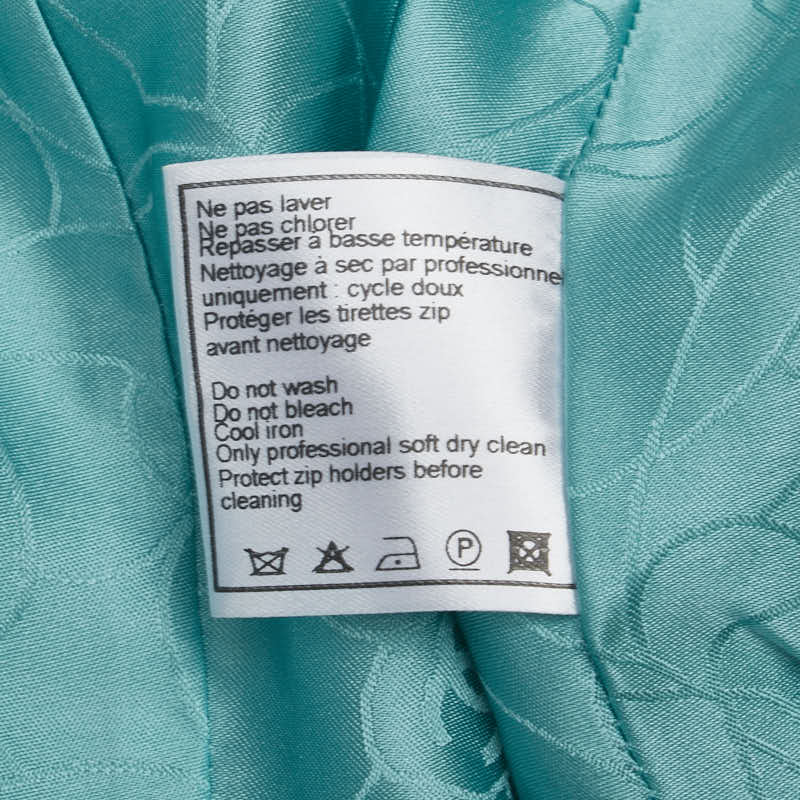 Ne pas laver
Ne pas chlorer
Repasser à basse température
Nettoyage à sec par professionnel
uniquement : cycle doux
Protéger les tirettes zip
avant nettoyage
Do not wash
Do not bleach
Cool iron
Only professional soft dry clean
Protect zip holders before
cleaning
P